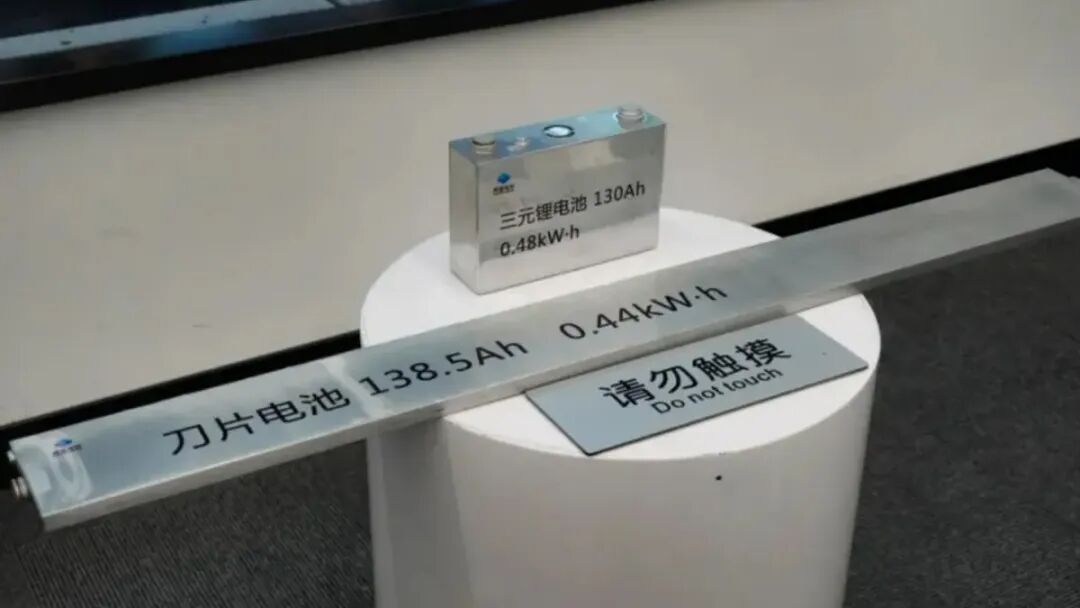 三元锂电池 130Ah
0.48kW·h
刀片电池 138.5Ah 0.44kW·h
请勿触摸
Do not touch